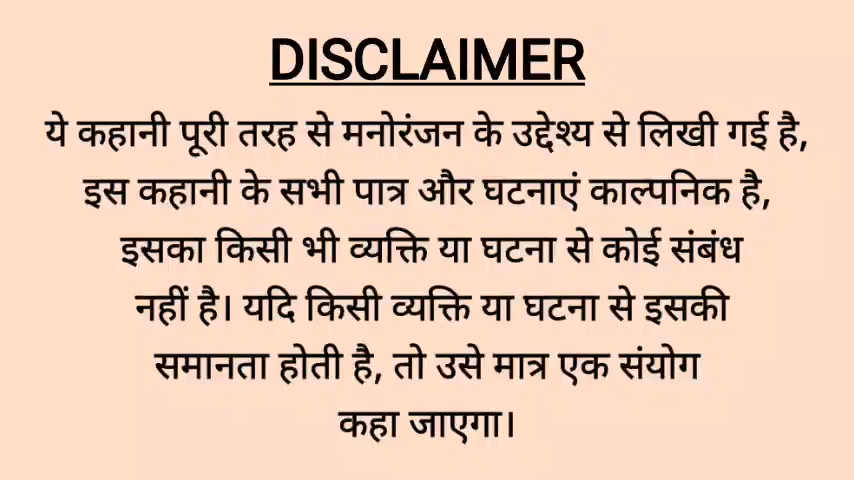 DISCLAIMER
ये कहानी पूरी तरह से मनोरंजन के उद्देश्य से लिखी गई है,
इस कहानी के सभी पात्र और घटनाएं काल्पनिक है,
इसका किसी भी व्यक्ति या घटना से कोई संबंध
नहीं है। यदि किसी व्यक्ति या घटना से इसकी
समानता होती है, तो उसे मात्र एक संयोग
कहा जाएगा।